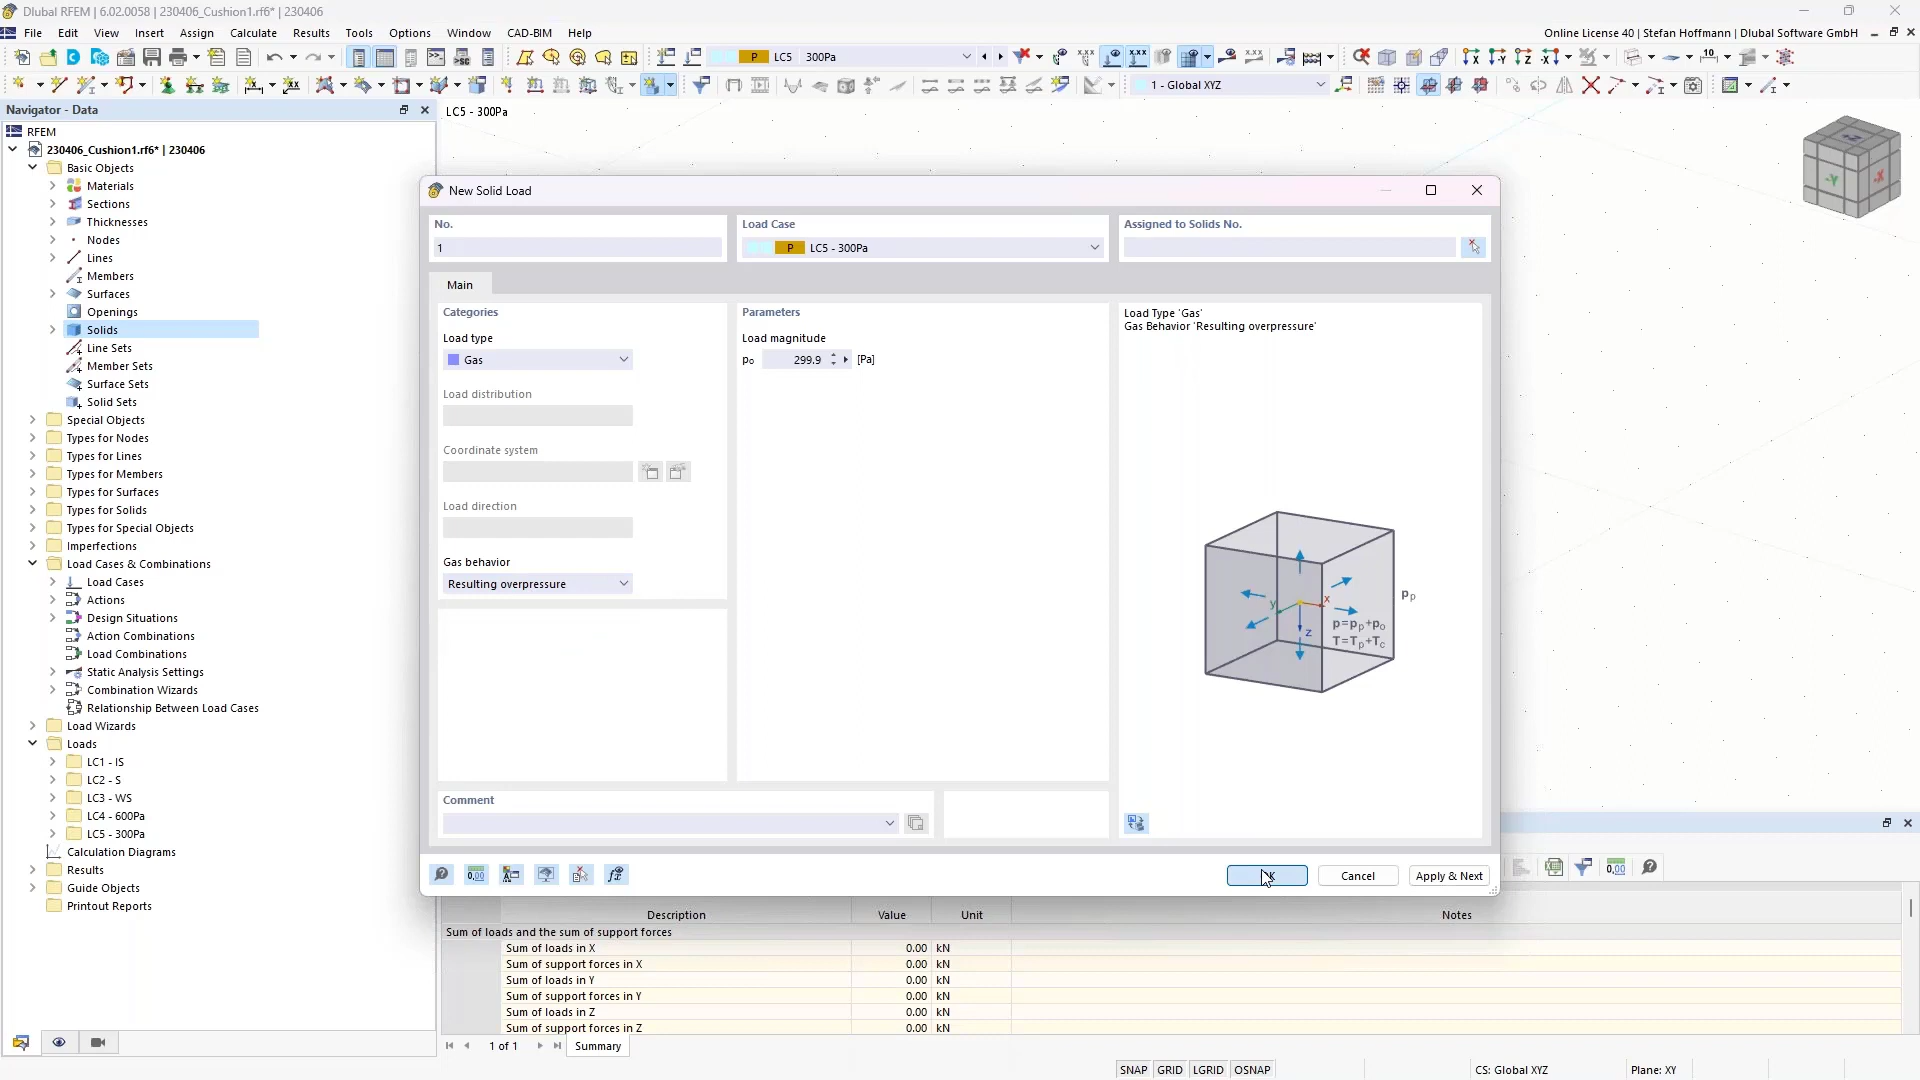 Dlubal RFEM | 6.02.0058 | 230406_Cushion1.rf6* | 230406
File Edit View Insert Assign Calculate Results Tools Options Window CAD-BIM Help
Online License 40 | Stefan Hoffmann | Dlubal Software GmbH
P LC5 300Pa
1 - Global XYZ
Navigator - Data
LC5 - 300Pa
RFEM
230406_Cushion1.rf6* | 230406
Basic Objects
Materials
Sections
Thicknesses
Nodes
Lines
Members
Surfaces
Openings
Solids
Line Sets
Member Sets
Surface Sets
Solid Sets
Special Objects
Types for Nodes
Types for Lines
Types for Members
Types for Surfaces
Types for Solids
Types for Special Objects
Imperfections
Load Cases & Combinations
Load Cases
Actions
Design Situations
Action Combinations
Load Combinations
Static Analysis Settings
Combination Wizards
Relationship Between Load Cases
Load Wizards
Loads
LC1 - IS
LC2 - S
LC3 - WS
LC4 - 600Pa
LC5 - 300Pa
Calculation Diagrams
Results
Guide Objects
Printout Reports
New Solid Load
No.
1
Load Case
P LC5 - 300Pa
Assigned to Solids No.
Main
Categories
Load type
Gas
Load distribution
Coordinate system
Load direction
Gas behavior
Resulting overpressure
Parameters
Load magnitude
po 299.9 [Pa]
Load Type 'Gas'
Gas Behavior 'Resulting overpressure'
x
y
z
pp
p=pp+po
T=Tp+Tc
Comment
Cancel
Apply & Next
Description Value Unit Notes
Sum of loads and the sum of support forces
Sum of loads in X 0.00 kN
Sum of support forces in X 0.00 kN
Sum of loads in Y 0.00 kN
Sum of support forces in Y 0.00 kN
Sum of loads in Z 0.00 kN
Sum of support forces in Z 0.00 kN
1 of 1 Summary
SNAP GRID LGRID OSNAP CS: Global XYZ Plane: XY